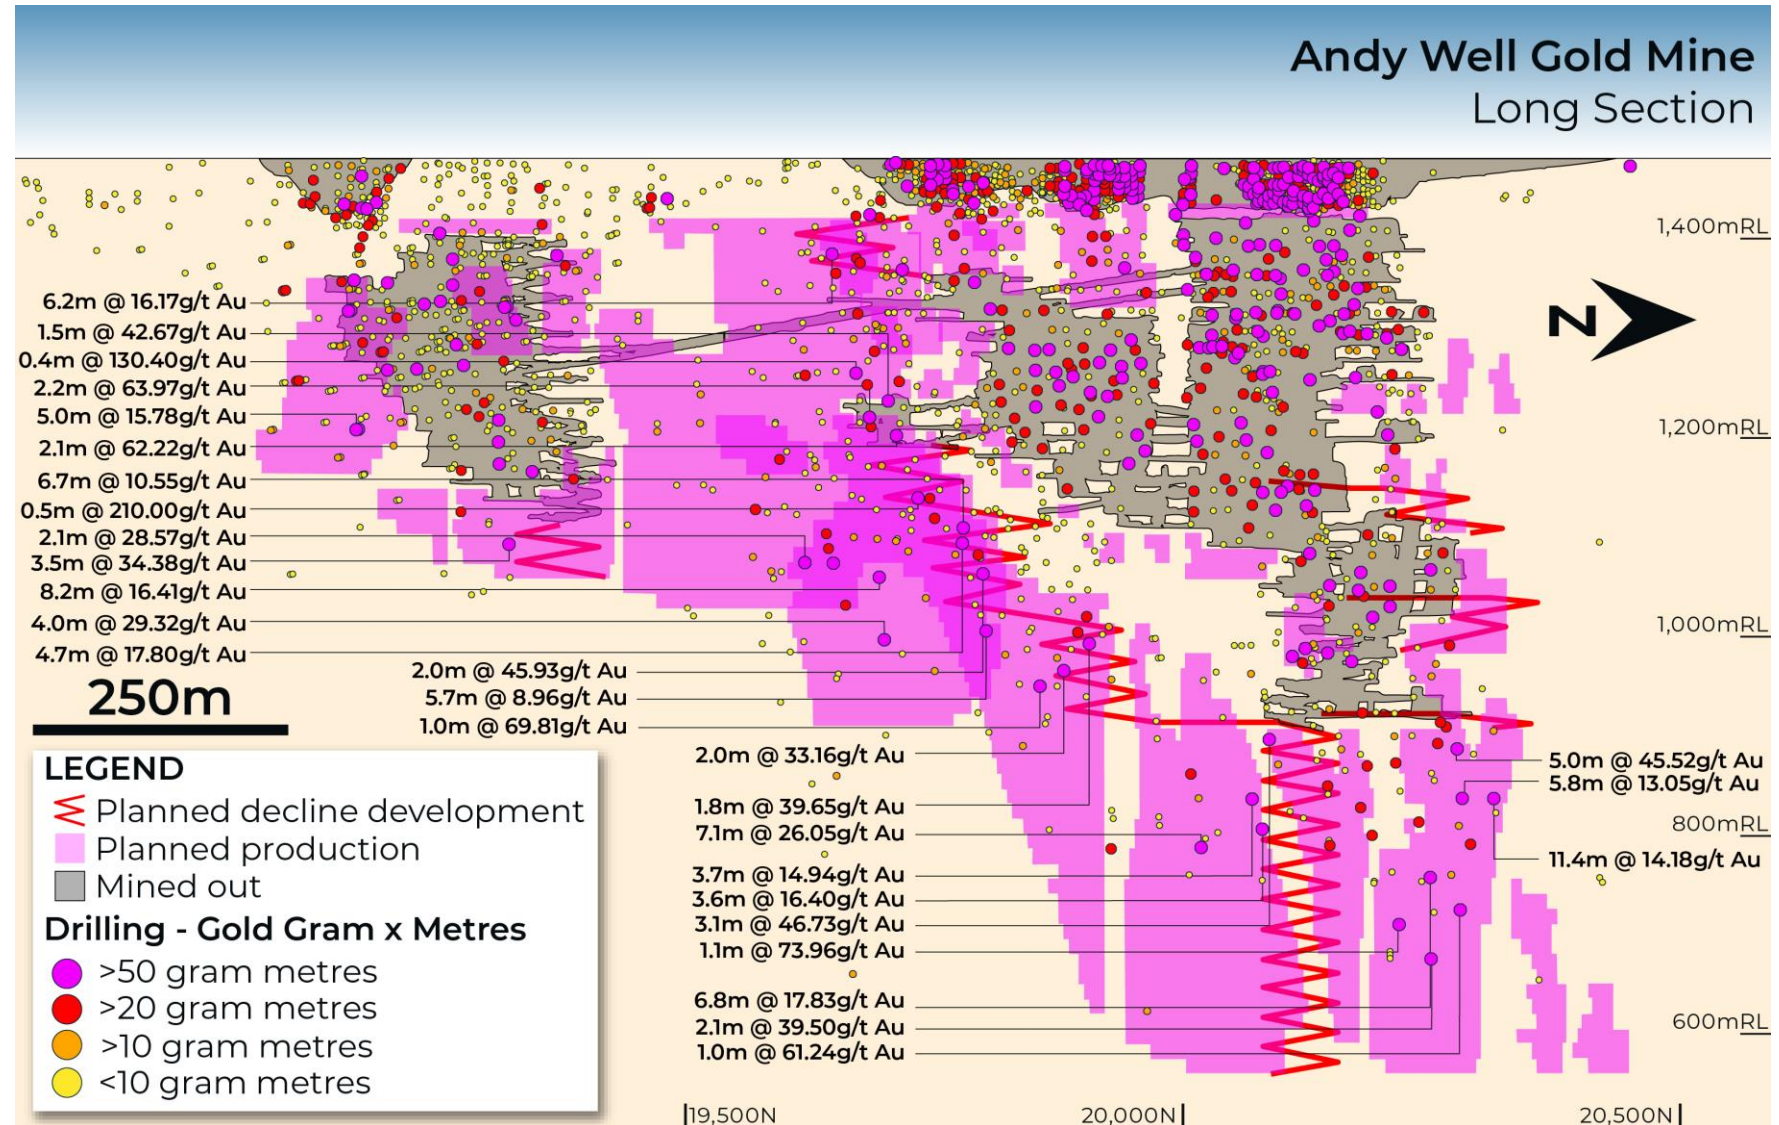 Andy Well Gold Mine
Long Section
1,400mRL
N
6.2m @ 16.17g/t Au
1.5m @ 42.67g/t Au
0.4m @ 130.40g/t Au
2.2m @ 63.97g/t Au
5.0m @ 15.78g/t Au
2.1m @ 62.22g/t Au
6.7m @ 10.55g/t Au
0.5m @ 210.00g/t Au
2.1m @ 28.57g/t Au
3.5m @ 34.38g/t Au
8.2m @ 16.41g/t Au
4.0m @ 29.32g/t Au
4.7m @ 17.80g/t Au
1,200mRL
1,000mRL
2.0m @ 45.93g/t Au
5.7m @ 8.96g/t Au
1.0m @ 69.81g/t Au
250m
2.0m @ 33.16g/t Au
1.8m @ 39.65g/t Au
7.1m @ 26.05g/t Au
3.7m @ 14.94g/t Au
3.6m @ 16.40g/t Au
3.1m @ 46.73g/t Au
1.1m @ 73.96g/t Au
6.8m @ 17.83g/t Au
2.1m @ 39.50g/t Au
1.0m @ 61.24g/t Au
5.0m @ 45.52g/t Au
5.8m @ 13.05g/t Au
800mRL
11.4m @ 14.18g/t Au
600mRL
LEGEND
Planned decline development
Planned production
Mined out
Drilling - Gold Gram x Metres
>50 gram metres
>20 gram metres
>10 gram metres
<10 gram metres
19,500N
20,000N
20,500N